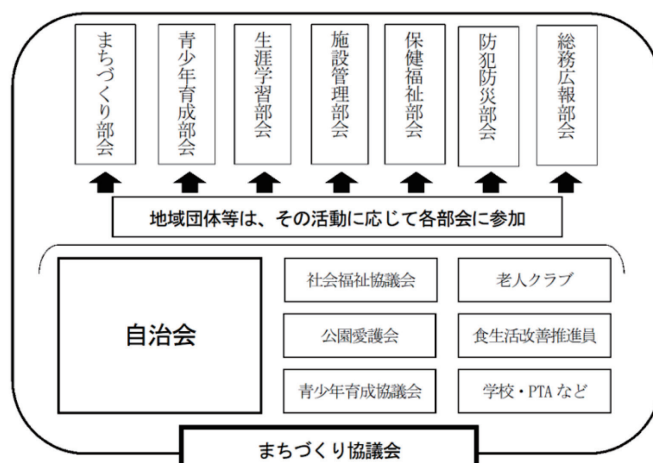 まちづくり部会
青少年育成部会
生涯学習部会
施設管理部会
保健福祉部会
防犯防災部会
総務広報部会
地域団体等は、その活動に応じて各部会に参加
自治会
社会福祉協議会
老人クラブ
公園愛護会
食生活改善推進員
青少年育成協議会
学校・PTAなど
まちづくり協議会